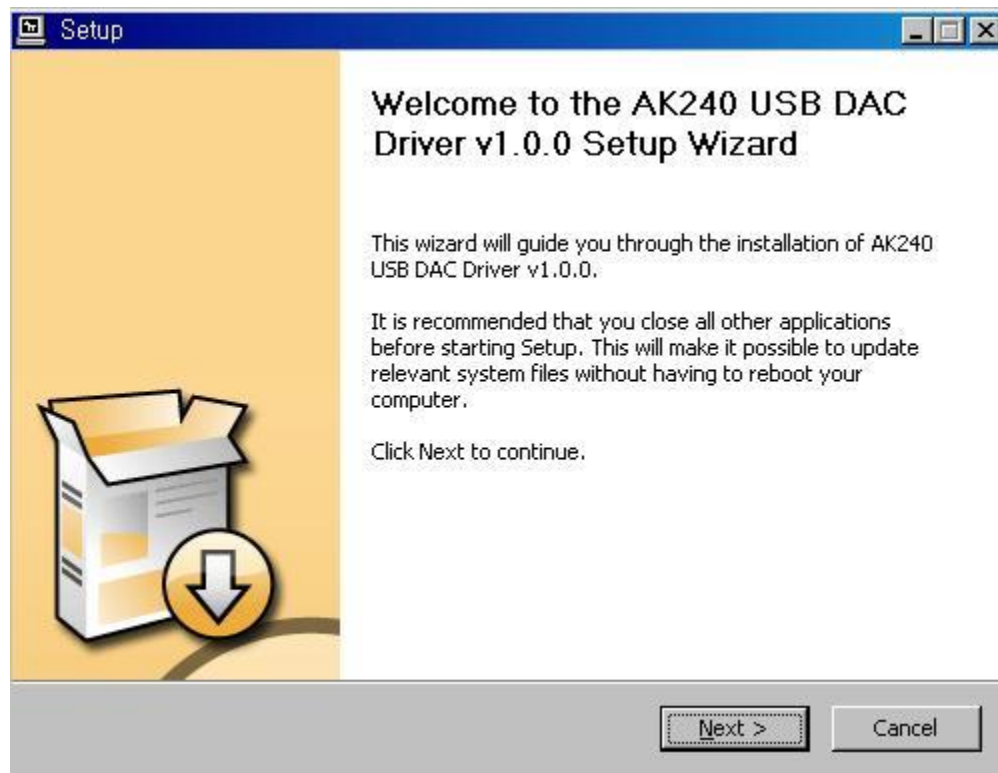 Setup
Welcome to the AK240 USB DAC
Driver v1.0.0 Setup Wizard
This wizard will guide you through the installation of AK240
USB DAC Driver v1.0.0.
It is recommended that you close all other applications
before starting Setup. This will make it possible to update
relevant system files without having to reboot your
computer.
Click Next to continue.
Next >
Cancel